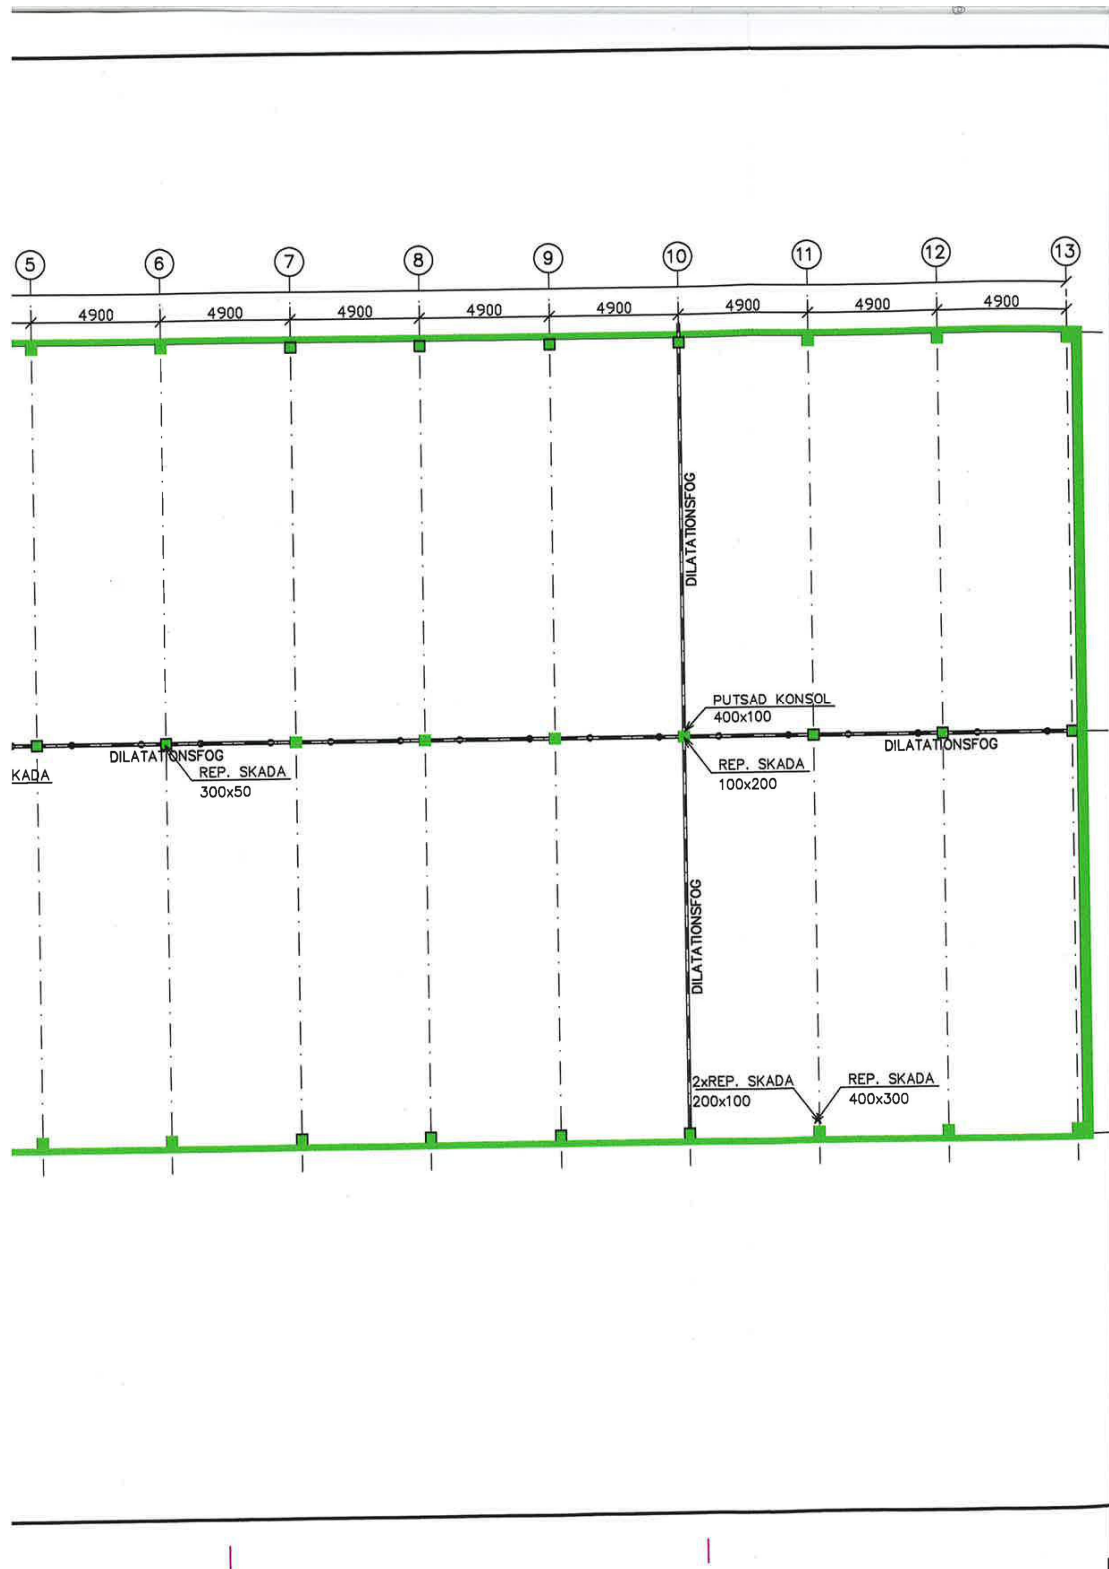 5 6 7 8 9 10 11 12 13
4900 4900 4900 4900 4900 4900 4900 4900
DILATATIONSFOG
PUTSAD KONSOL
400x100
DILATATIONSFOG
DILATATIONSFOG
KADA
REP. SKADA
300x50
REP. SKADA
100x200
DILATATIONSFOG
2xREP. SKADA
200x100
REP. SKADA
400x300